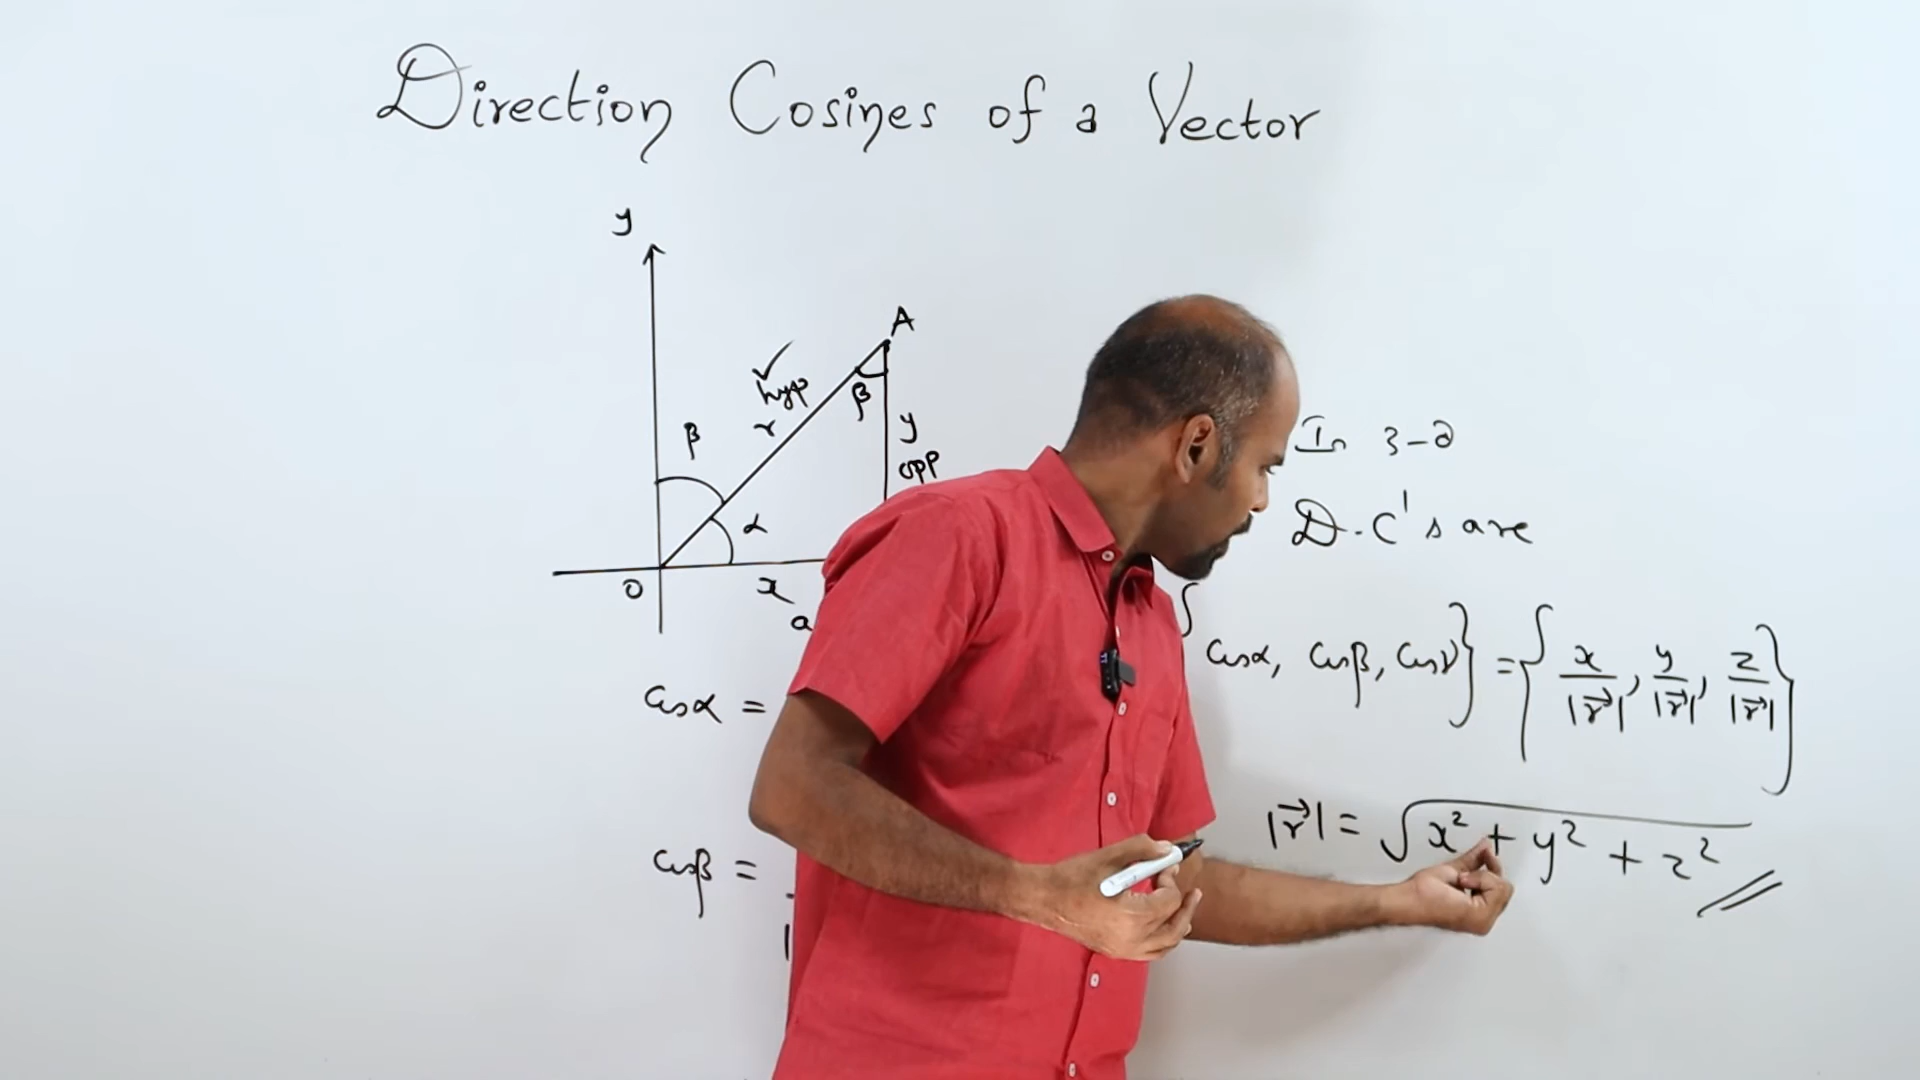 Direction Cosines of a Vector
y
A
hyp
r
β
β
y
opp
α
O
x
cosα =
cosβ =
In 3-D
D.C's are
{cosα, cosβ, cosγ} = {x/|r⃗|, y/|r⃗|, z/|r⃗|}
|r⃗| = √x² + y² + z²